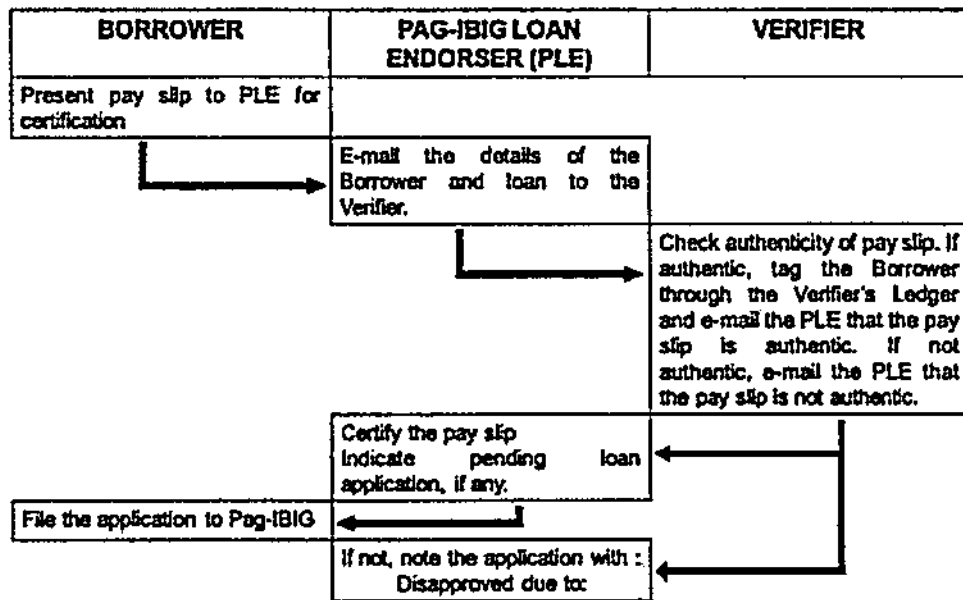 BORROWER
PAG-IBIG LOAN
ENDORSER (PLE)
VERIFIER
Present pay slip to PLE for
certification
E-mail the details of the
Borrower and loan to the
Verifier.
Check authenticity of pay slip. If
authentic, tag the Borrower
through the Verifier's Ledger
and e-mail the PLE that the pay
slip is authentic. If not
authentic, e-mail the PLE that
the pay slip is not authentic.
Certify the pay slip
Indicate pending loan
application, if any.
File the application to Pag-IBIG
If not, note the application with :
Disapproved due to: